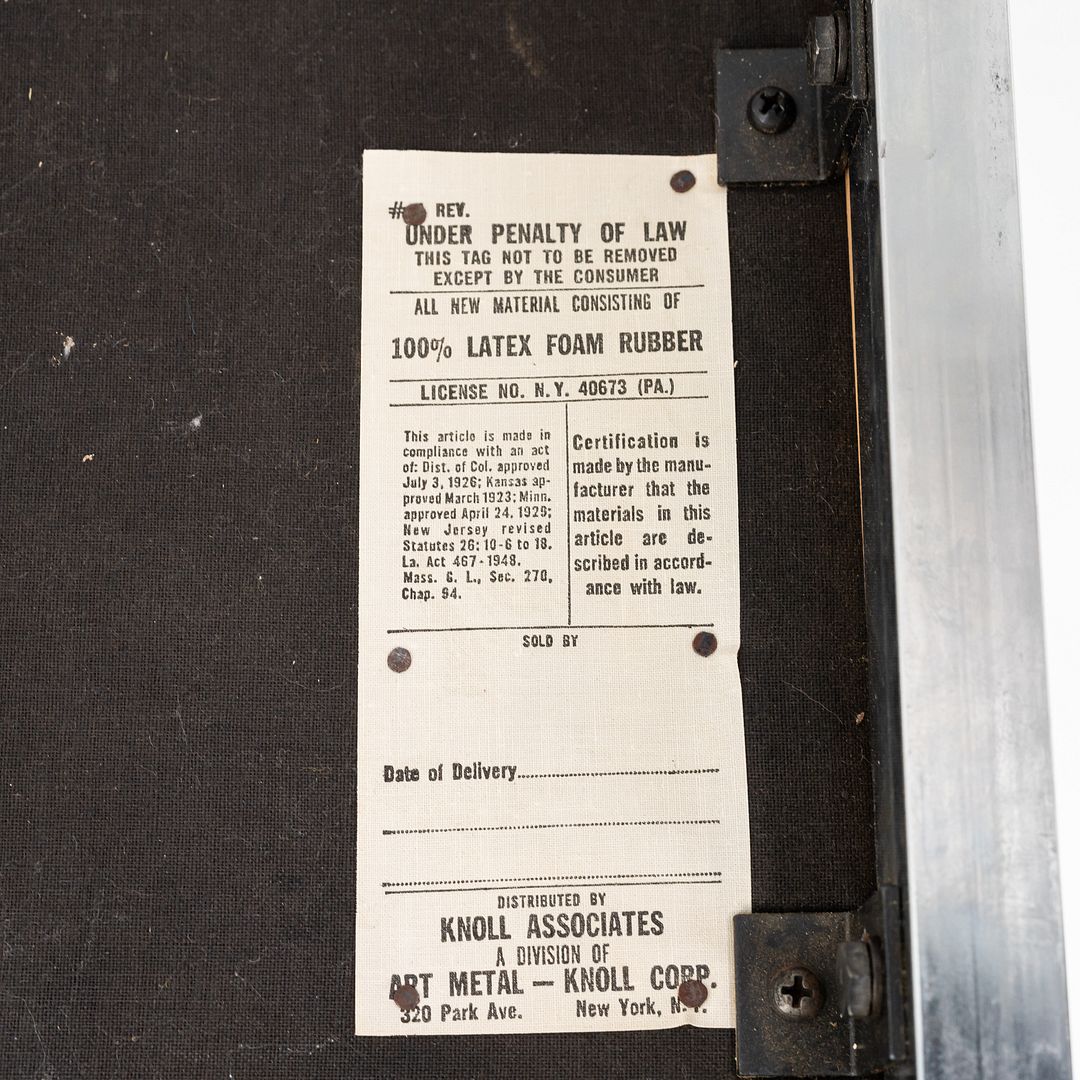 # REV.
UNDER PENALTY OF LAW
THIS TAG NOT TO BE REMOVED
EXCEPT BY THE CONSUMER
ALL NEW MATERIAL CONSISTING OF
100% LATEX FOAM RUBBER
LICENSE NO. N.Y. 40673 (PA.)
This article is made in
compliance with an act
of: Dist. of Col. approved
July 3, 1926; Kansas ap-
proved March 1923; Minn.
approved April 24, 1929;
New Jersey revised
Statutes 26: 10-6 to 18.
La. Act 467-1948.
Mass. G. L., Sec. 270,
Chap. 94.
Certification is
made by the manu-
facturer that the
materials in this
article are de-
scribed in accord-
ance with law.
SOLD BY
Date of Delivery
DISTRIBUTED BY
KNOLL ASSOCIATES
A DIVISION OF
ART METAL — KNOLL CORP.
320 Park Ave. New York, N.Y.